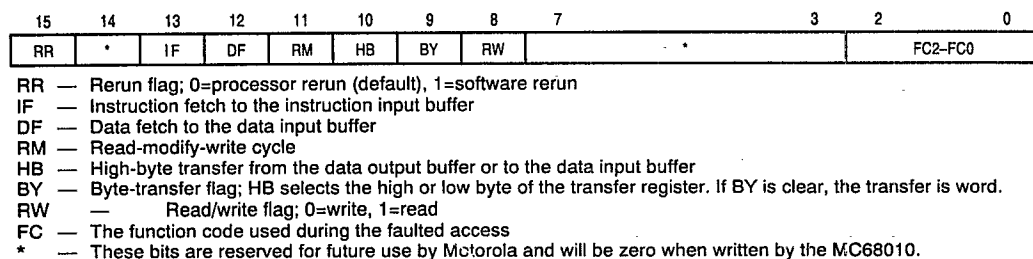 15 14 13 12 11 10 9 8 7 3 2 0
RR * IF DF RM HB BY RW * FC2–FC0
RR — Rerun flag; 0=processor rerun (default), 1=software rerun
IF — Instruction fetch to the instruction input buffer
DF — Data fetch to the data input buffer
RM — Read-modify-write cycle
HB — High-byte transfer from the data output buffer or to the data input buffer
BY — Byte-transfer flag; HB selects the high or low byte of the transfer register. If BY is clear, the transfer is word.
RW — Read/write flag; 0=write, 1=read
FC — The function code used during the faulted access
* — These bits are reserved for future use by Motorola and will be zero when written by the MC68010.